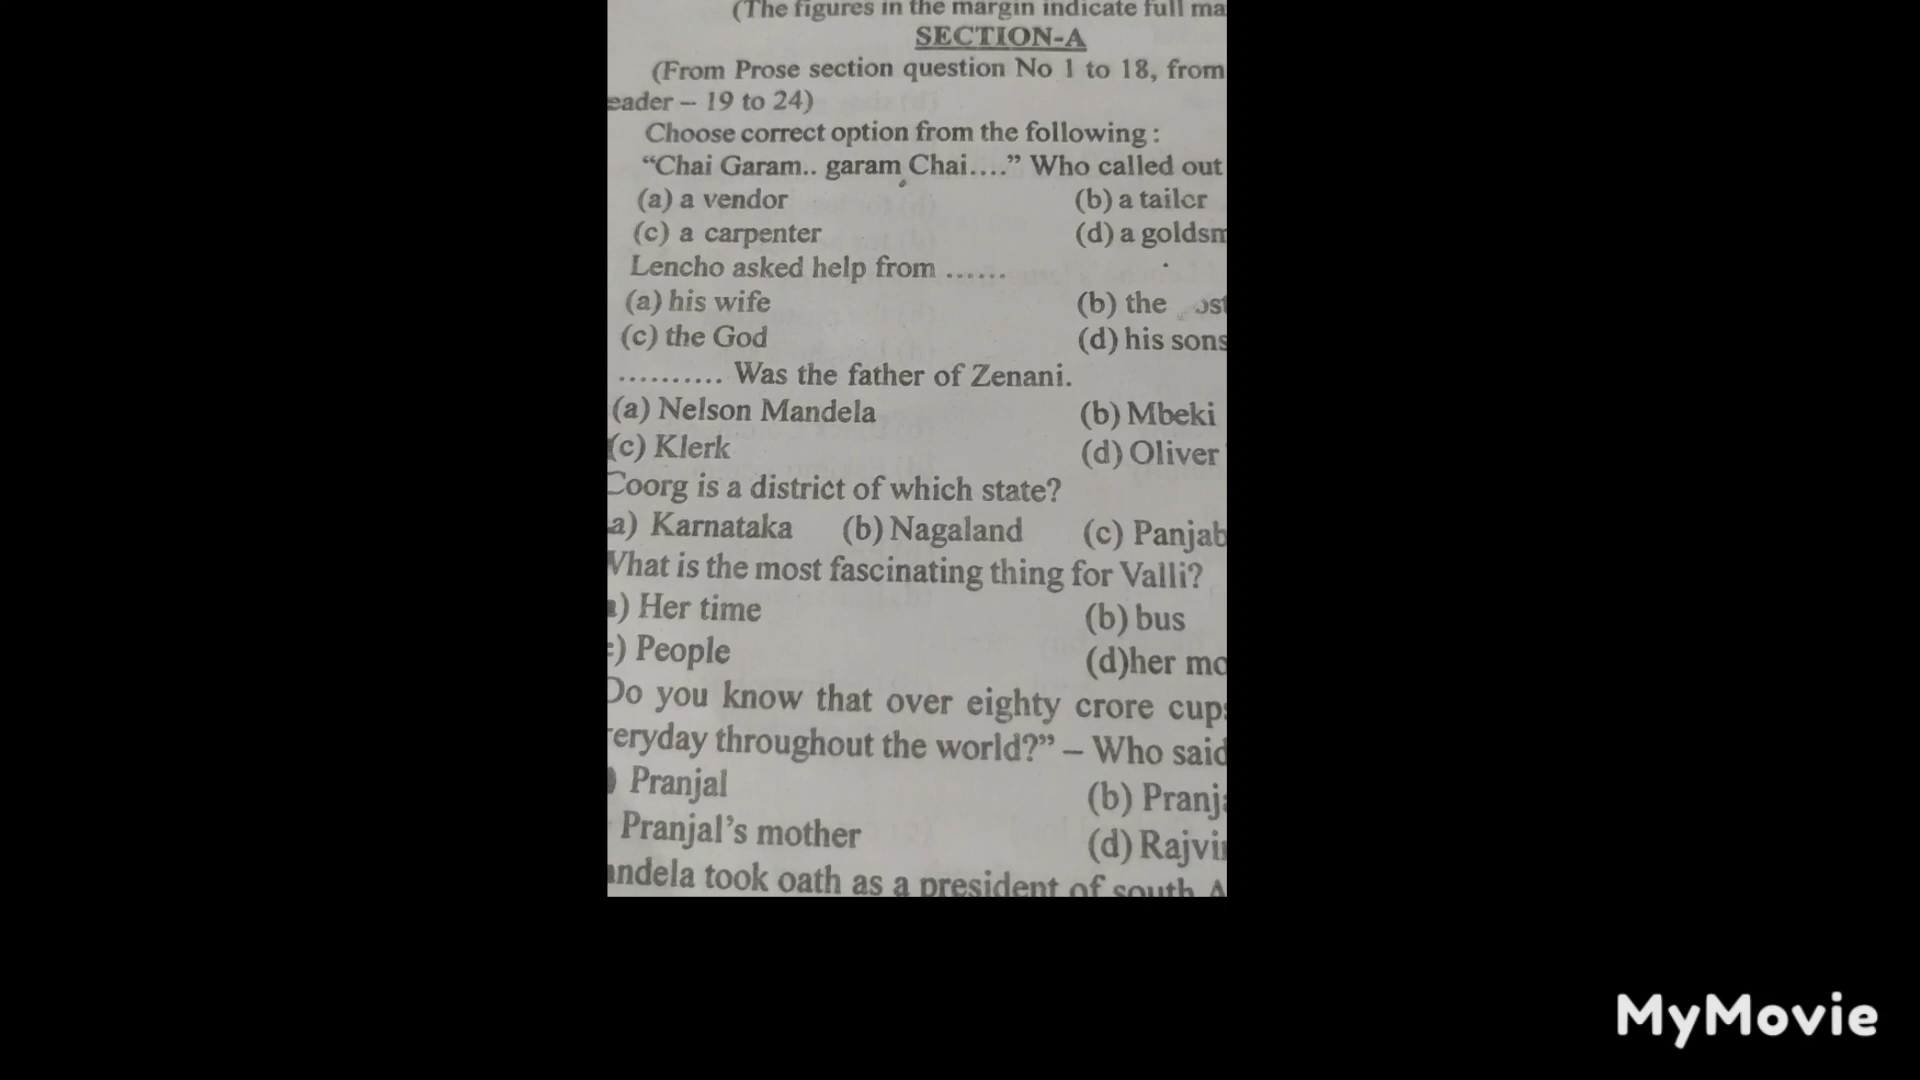 (The figures in the margin indicate full ma
SECTION-A
(From Prose section question No 1 to 18, from
eader – 19 to 24)
Choose correct option from the following :
“Chai Garam.. garam Chai....” Who called out
(a) a vendor (b) a tailor
(c) a carpenter (d) a goldsm
Lencho asked help from ......
(a) his wife (b) the ost
(c) the God (d) his sons
.......... Was the father of Zenani.
(a) Nelson Mandela (b) Mbeki
(c) Klerk (d) Oliver
Coorg is a district of which state?
a) Karnataka (b) Nagaland (c) Panjab
What is the most fascinating thing for Valli?
) Her time (b) bus
) People (d)her mo
Do you know that over eighty crore cups
eryday throughout the world?” – Who said
Pranjal (b) Pranja
Pranjal’s mother (d) Rajvi
ndela took oath as a president of south A
MyMovie